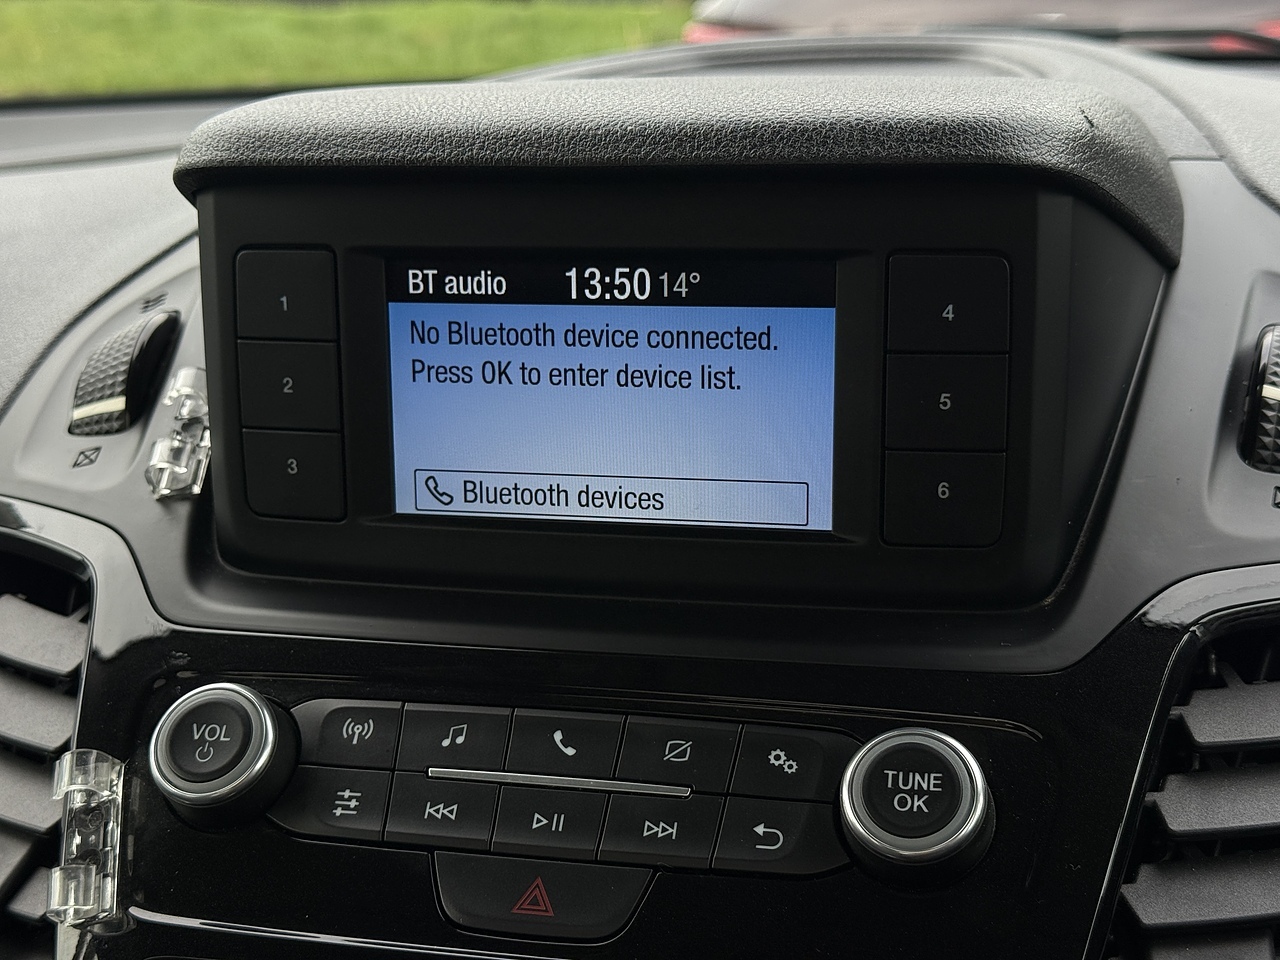 BT audio 13:50 14°
No Bluetooth device connected.
Press OK to enter device list.
Bluetooth devices
1
2
3
4
5
6
VOL
TUNE
OK